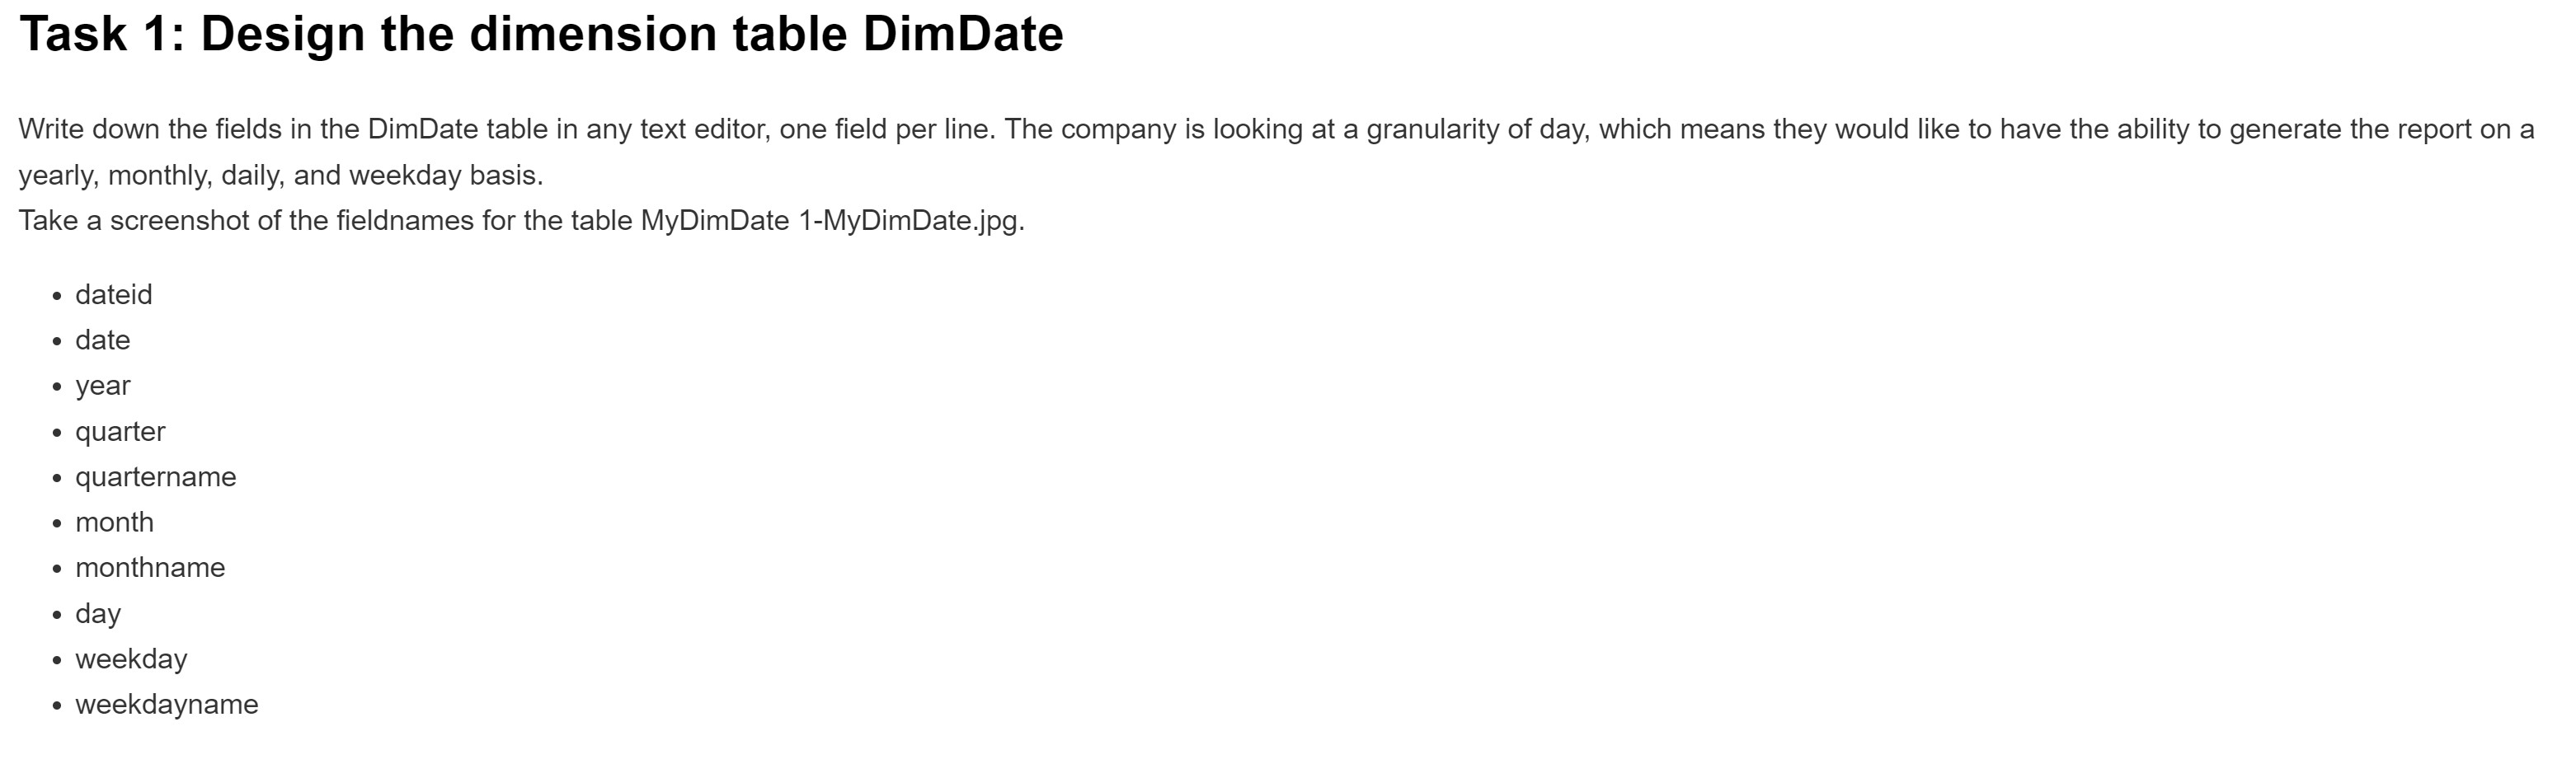 Task 1: Design the dimension table DimDate
Write down the fields in the DimDate table in any text editor, one field per line. The company is looking at a granularity of day, which means they would like to have the ability to generate the report on a
yearly, monthly, daily, and weekday basis.
Take a screenshot of the fieldnames for the table MyDimDate 1-MyDimDate.jpg.
• dateid
• date
• year
• quarter
• quartername
• month
• monthname
• day
• weekday
• weekdayname